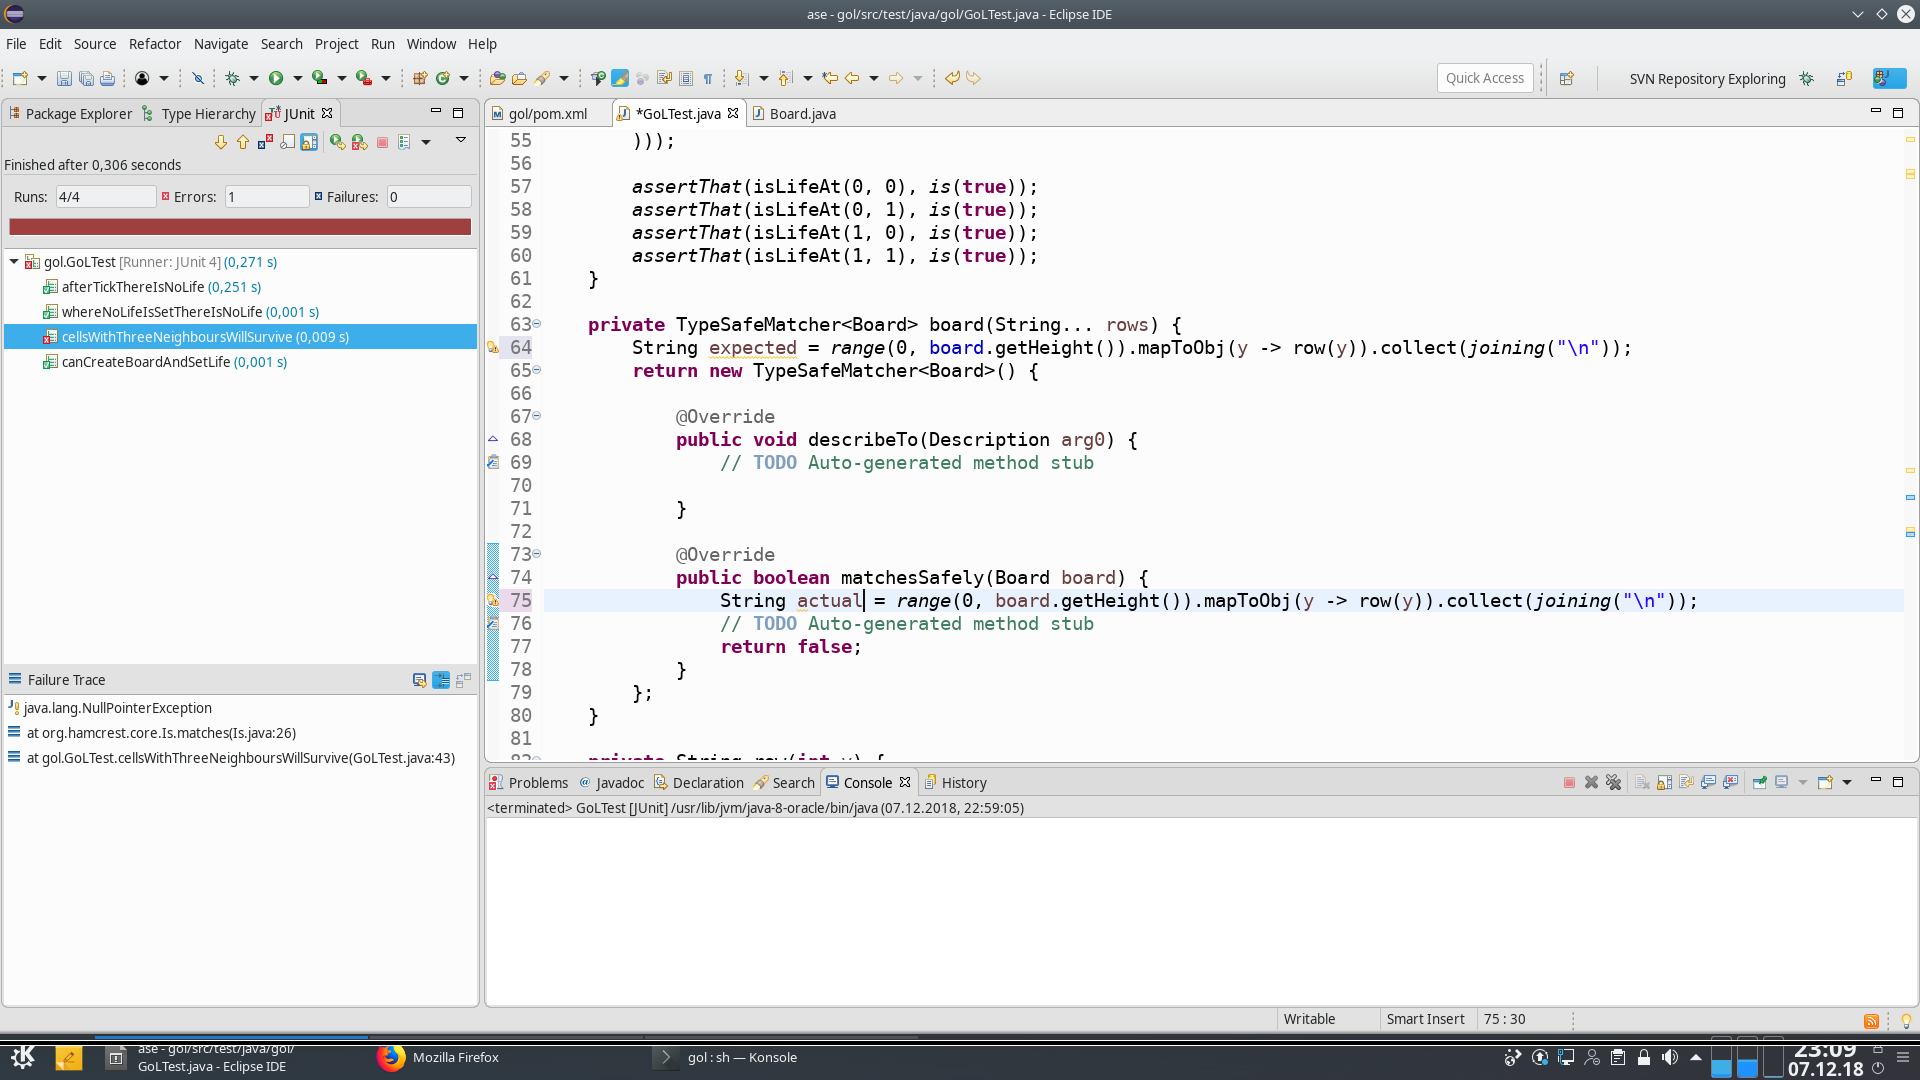 ase - gol/src/test/java/gol/GoLTest.java - Eclipse IDE
File Edit Source Refactor Navigate Search Project Run Window Help
Quick Access
SVN Repository Exploring
Package Explorer Type Hierarchy JUnit
Finished after 0,306 seconds
Runs: 4/4 Errors: 1 Failures: 0
gol.GoLTest [Runner: JUnit 4] (0,271 s)
afterTickThereIsNoLife (0,251 s)
whereNoLifeIsSetThereIsNoLife (0,001 s)
cellsWithThreeNeighboursWillSurvive (0,009 s)
canCreateBoardAndSetLife (0,001 s)
Failure Trace
java.lang.NullPointerException
at org.hamcrest.core.Is.matches(Is.java:26)
at gol.GoLTest.cellsWithThreeNeighboursWillSurvive(GoLTest.java:43)
gol/pom.xml *GoLTest.java Board.java
55 )));
56
57 assertThat(isLifeAt(0, 0), is(true));
58 assertThat(isLifeAt(0, 1), is(true));
59 assertThat(isLifeAt(1, 0), is(true));
60 assertThat(isLifeAt(1, 1), is(true));
61 }
62
63 private TypeSafeMatcher<Board> board(String... rows) {
64 String expected = range(0, board.getHeight()).mapToObj(y -> row(y)).collect(joining("\n"));
65 return new TypeSafeMatcher<Board>() {
66
67 @Override
68 public void describeTo(Description arg0) {
69 // TODO Auto-generated method stub
70
71 }
72
73 @Override
74 public boolean matchesSafely(Board board) {
75 String actual = range(0, board.getHeight()).mapToObj(y -> row(y)).collect(joining("\n"));
76 // TODO Auto-generated method stub
77 return false;
78 }
79 };
80 }
81
82 private String row(int y) {
Problems Javadoc Declaration Search Console History
<terminated> GoLTest [JUnit] /usr/lib/jvm/java-8-oracle/bin/java (07.12.2018, 22:59:05)
Writable Smart Insert 75 : 30
ase - gol/src/test/java/gol/
GoLTest.java - Eclipse IDE
Mozilla Firefox
gol : sh — Konsole
23:09
07.12.18